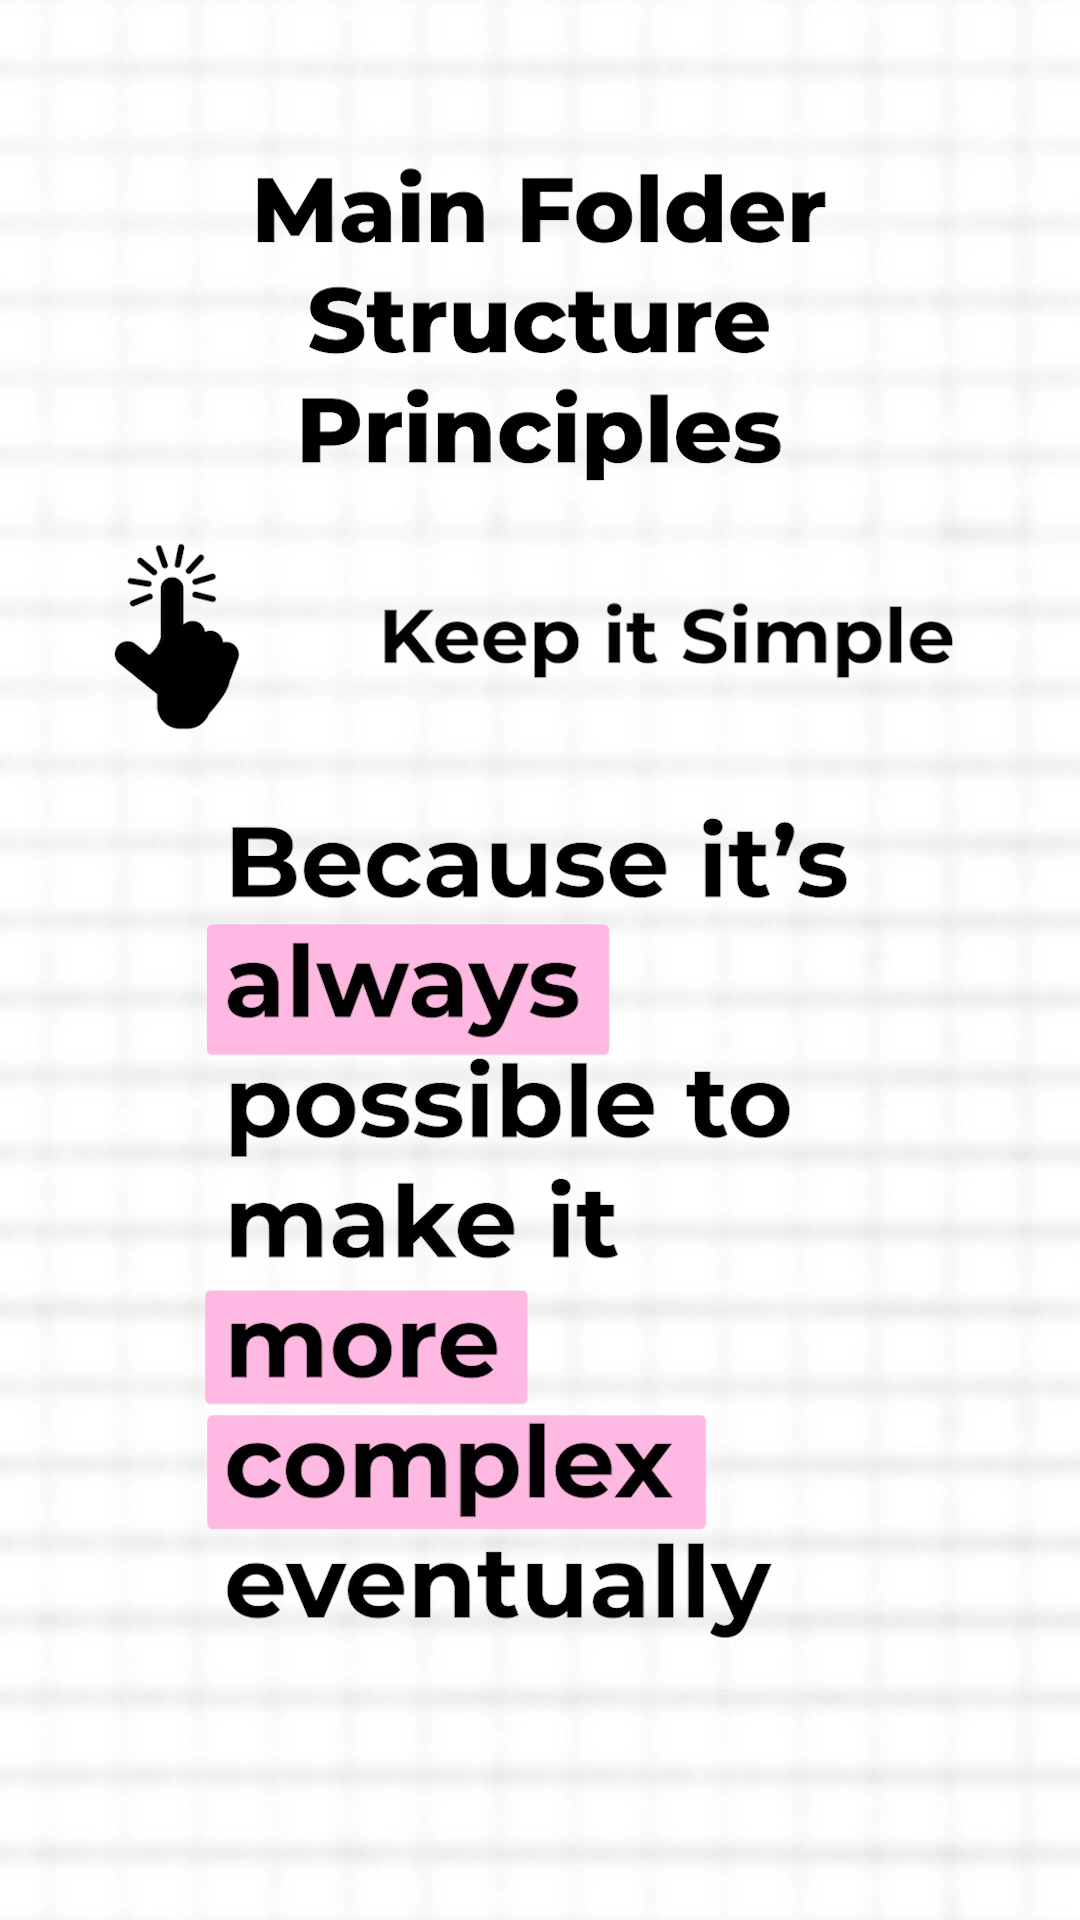 Main Folder
Structure
Principles
Keep it Simple
Because it’s
always
possible to
make it
more
complex
eventually